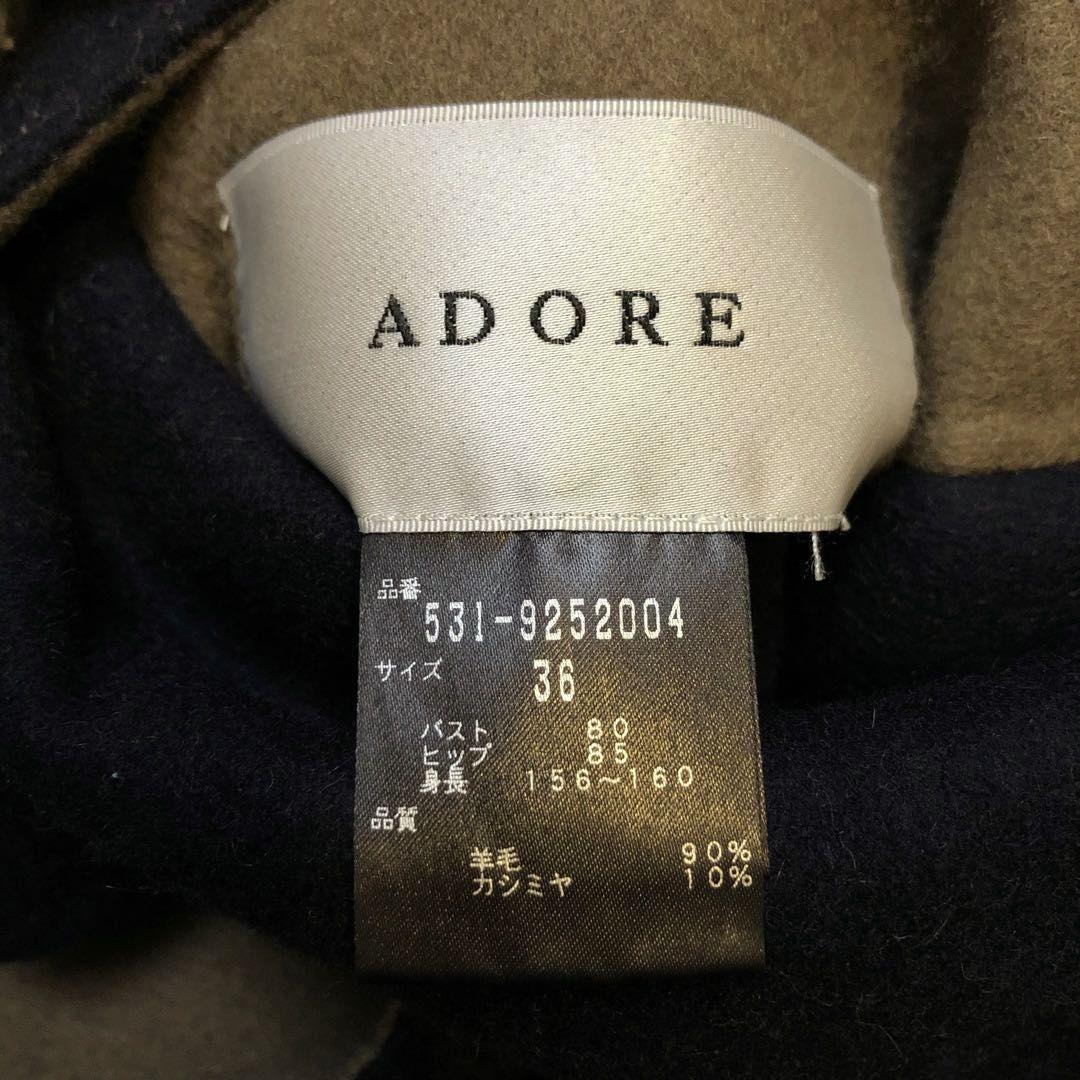 ADORE
品番
531-9252004
サイズ 36
バスト 80
ヒップ 85
身長 156～160
品質
羊毛 90%
カシミヤ 10%